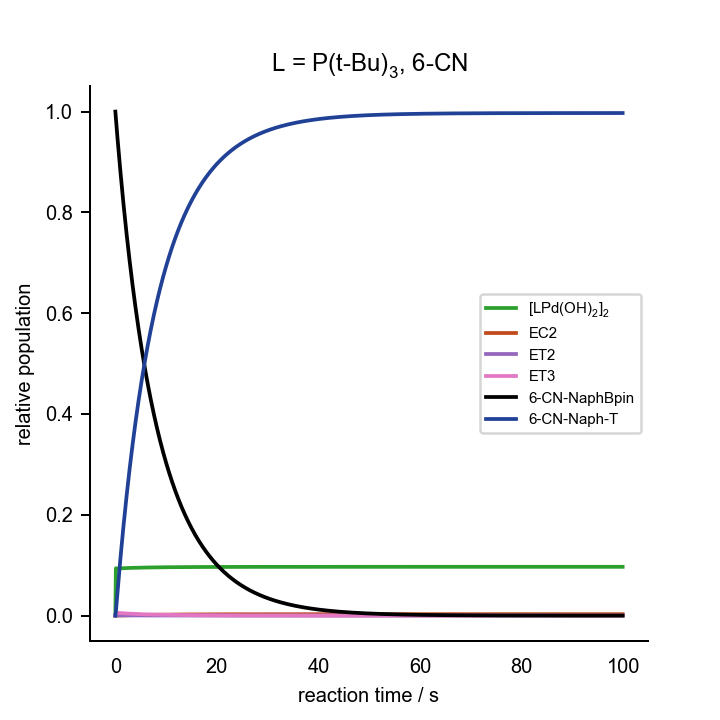 L = P(t-Bu)₃, 6-CN
relative population
1.0
0.8
0.6
0.4
0.2
0.0
[LPd(OH)₂]₂
EC2
ET2
ET3
6-CN-NaphBpin
6-CN-Naph-T
0 20 40 60 80 100
reaction time / s